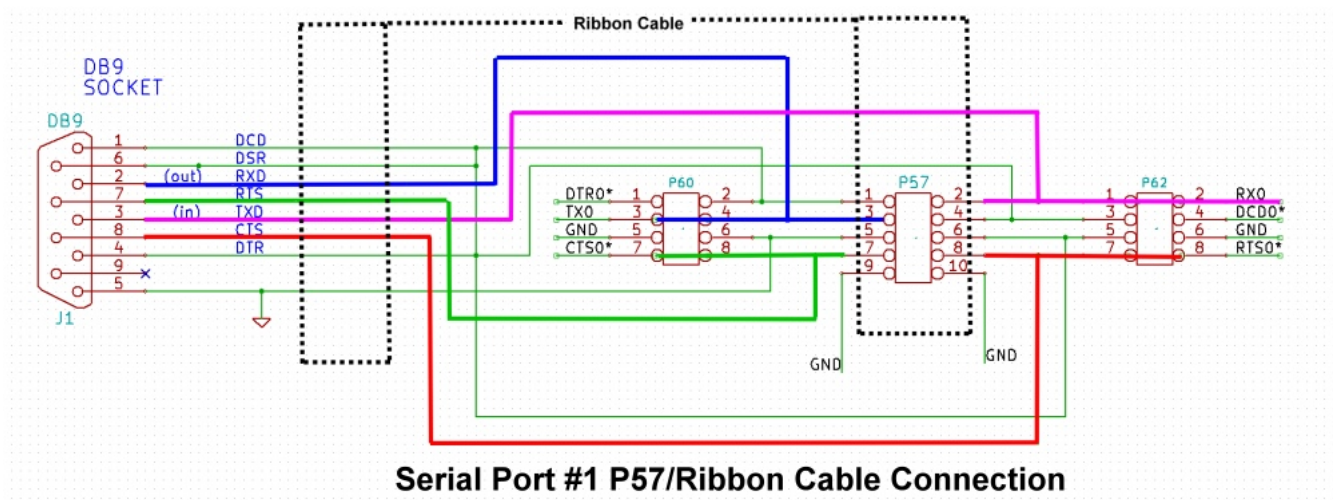 Ribbon Cable
DB9
SOCKET
DB9
1 DCD
6 DSR
2 (out) RXD
7 RTS
3 (in) TXD
8 CTS
4 DTR
9
5
J1
P60
DTR0* 1 2
TX0 3 4
GND 5 6
CTS0* 7 8
P57
1 2
3 4
5 6
7 8
9 10
GND
GND
P62
1 2 RX0
3 4 DCD0*
5 6 GND
7 8 RTS0*
Serial Port #1 P57/Ribbon Cable Connection